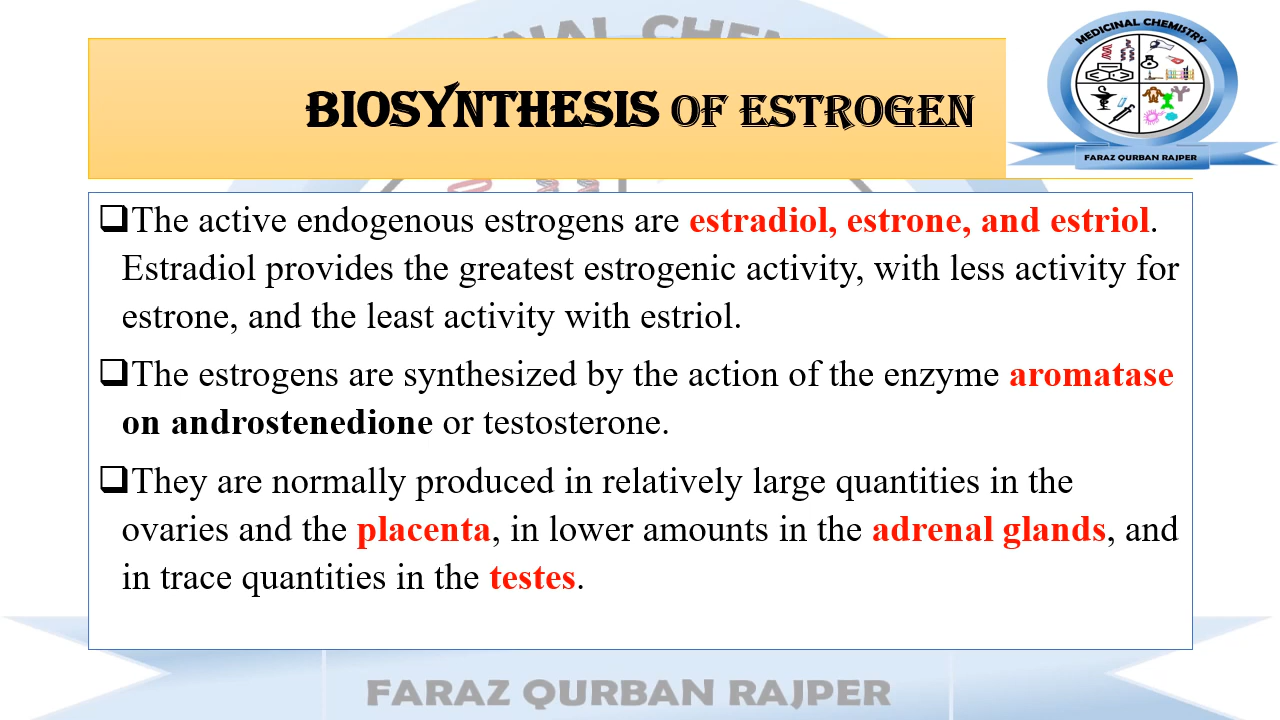 BIOSYNTHESIS OF ESTROGEN
MEDICINAL CHEMISTRY
FARAZ QURBAN RAJPER
❑The active endogenous estrogens are estradiol, estrone, and estriol.
Estradiol provides the greatest estrogenic activity, with less activity for
estrone, and the least activity with estriol.
❑The estrogens are synthesized by the action of the enzyme aromatase
on androstenedione or testosterone.
❑They are normally produced in relatively large quantities in the
ovaries and the placenta, in lower amounts in the adrenal glands, and
in trace quantities in the testes.
FARAZ QURBAN RAJPER